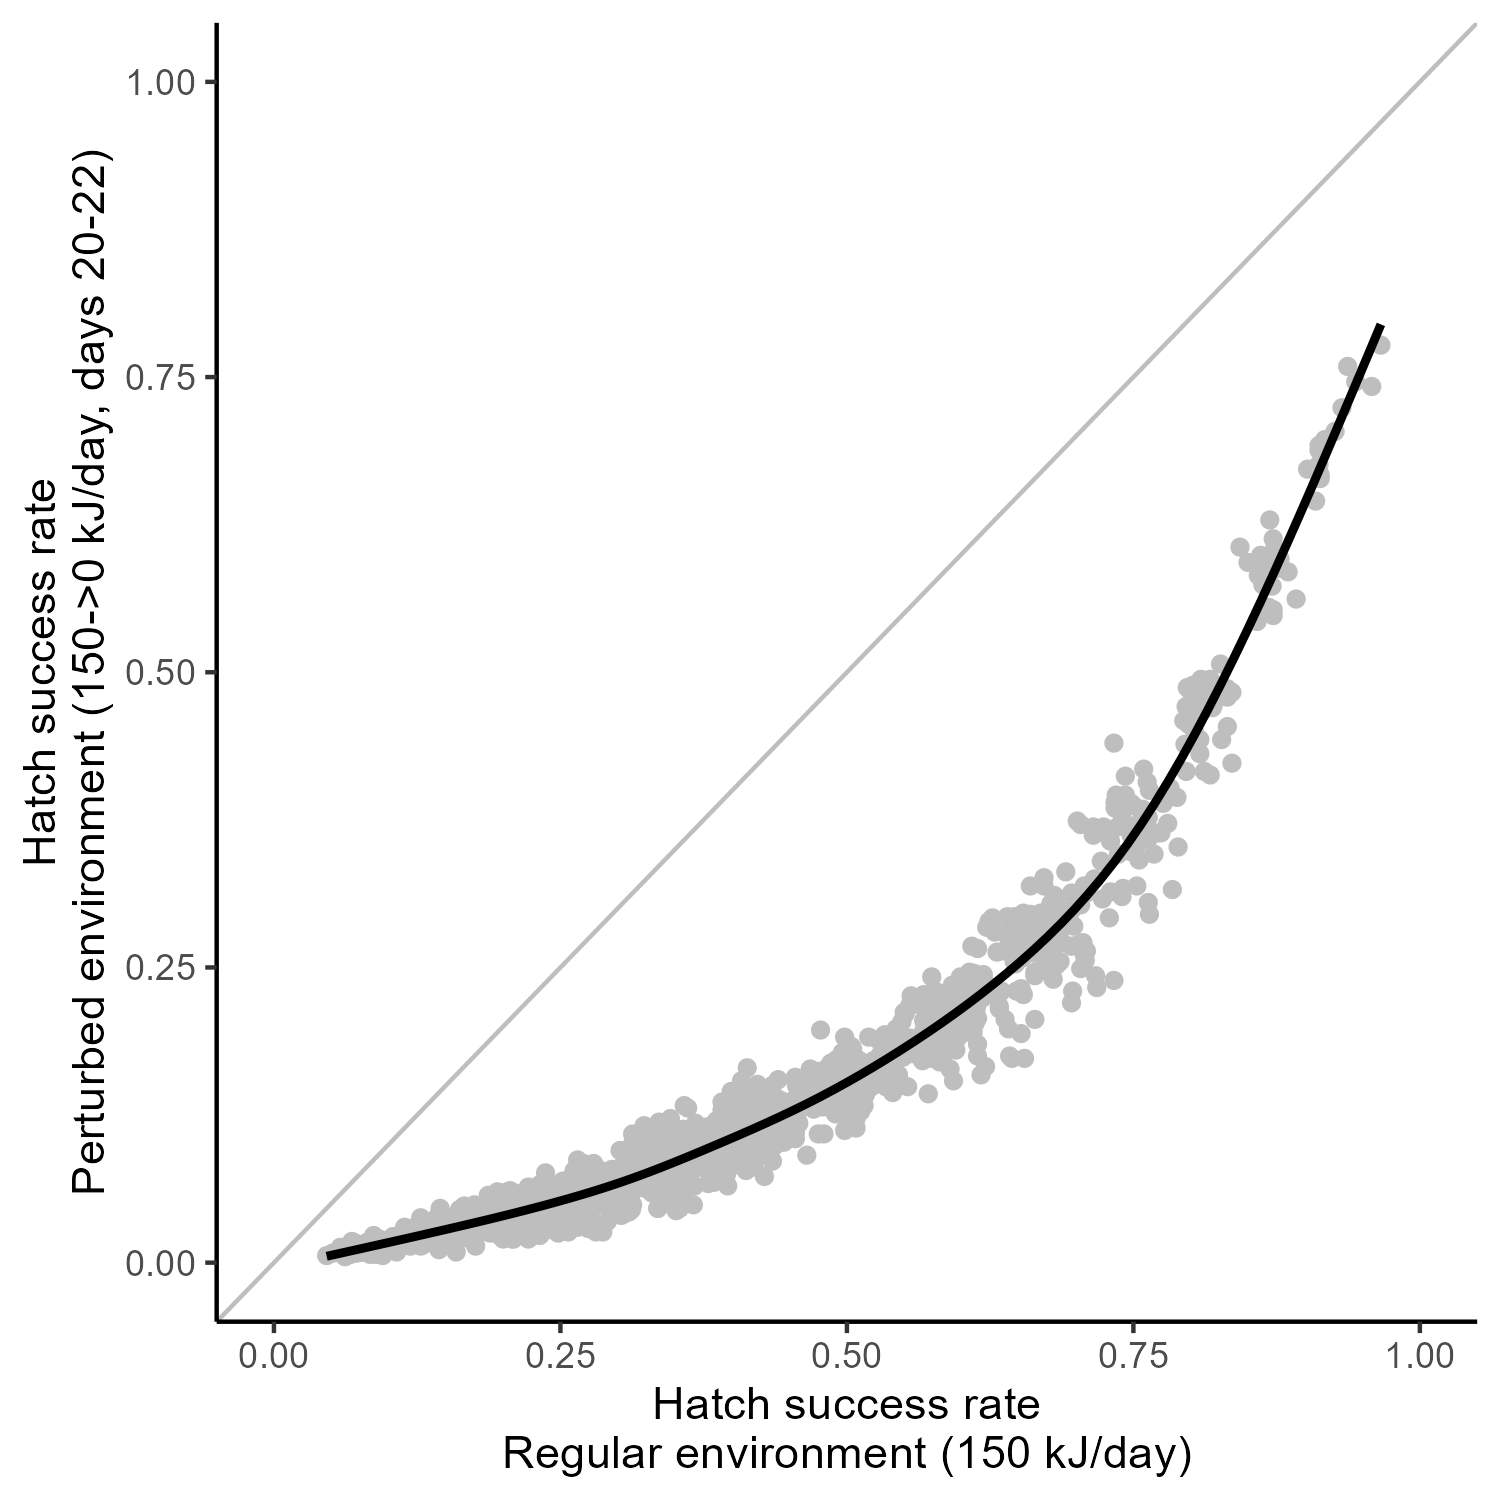 Hatch success rate
Perturbed environment (150->0 kJ/day, days 20-22)
1.00
0.75
0.50
0.25
0.00
0.00 0.25 0.50 0.75 1.00
Hatch success rate
Regular environment (150 kJ/day)